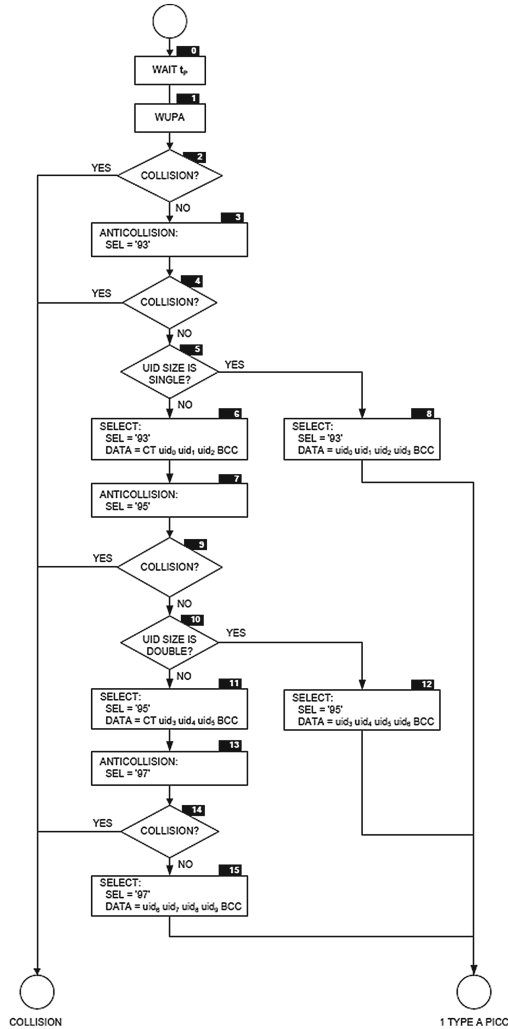 0
WAIT tₚ
1
WUPA
2
YES
COLLISION?
NO
3
ANTICOLLISION:
SEL = '93'
4
YES
COLLISION?
NO
5
UID SIZE IS
SINGLE?
YES
NO
6
SELECT:
SEL = '93'
DATA = CT uid₀ uid₁ uid₂ BCC
8
SELECT:
SEL = '93'
DATA = uid₀ uid₁ uid₂ uid₃ BCC
7
ANTICOLLISION:
SEL = '95'
9
YES
COLLISION?
NO
10
UID SIZE IS
DOUBLE?
YES
NO
11
SELECT:
SEL = '95'
DATA = CT uid₃ uid₄ uid₅ BCC
12
SELECT:
SEL = '95'
DATA = uid₃ uid₄ uid₅ uid₆ BCC
13
ANTICOLLISION:
SEL = '97'
14
YES
COLLISION?
NO
15
SELECT:
SEL = '97'
DATA = uid₆ uid₇ uid₈ uid₉ BCC
COLLISION
1 TYPE A PICC